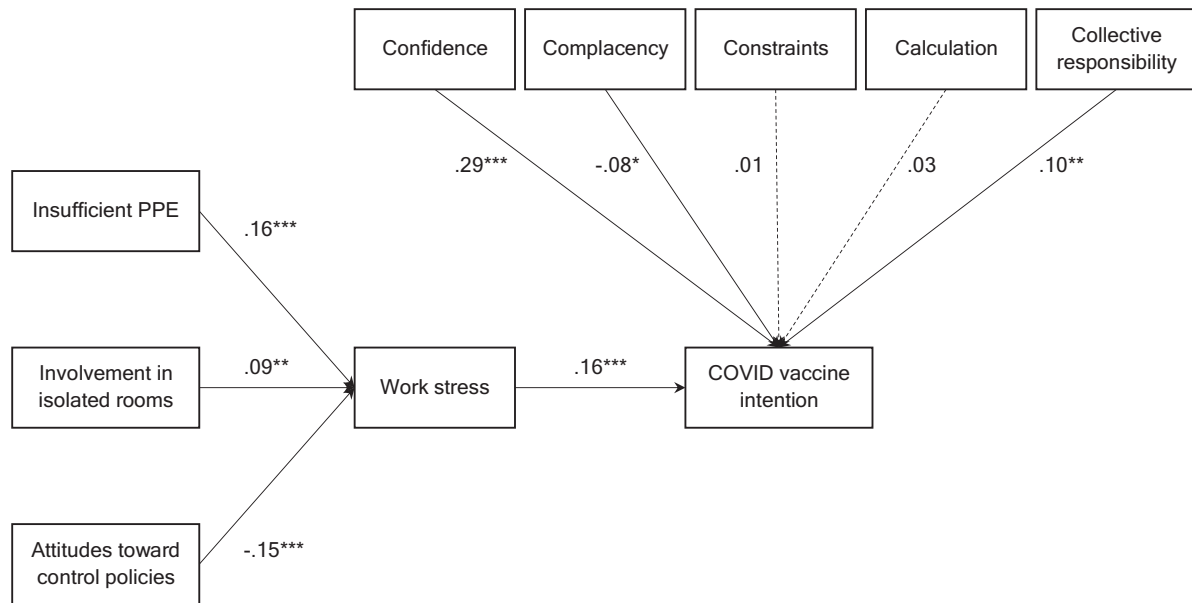 Confidence
Complacency
Constraints
Calculation
Collective
responsibility
.29***
-.08*
.01
.03
.10**
Insufficient PPE
.16***
Involvement in
isolated rooms
.09**
Work stress
.16***
COVID vaccine
intention
Attitudes toward
control policies
-.15***